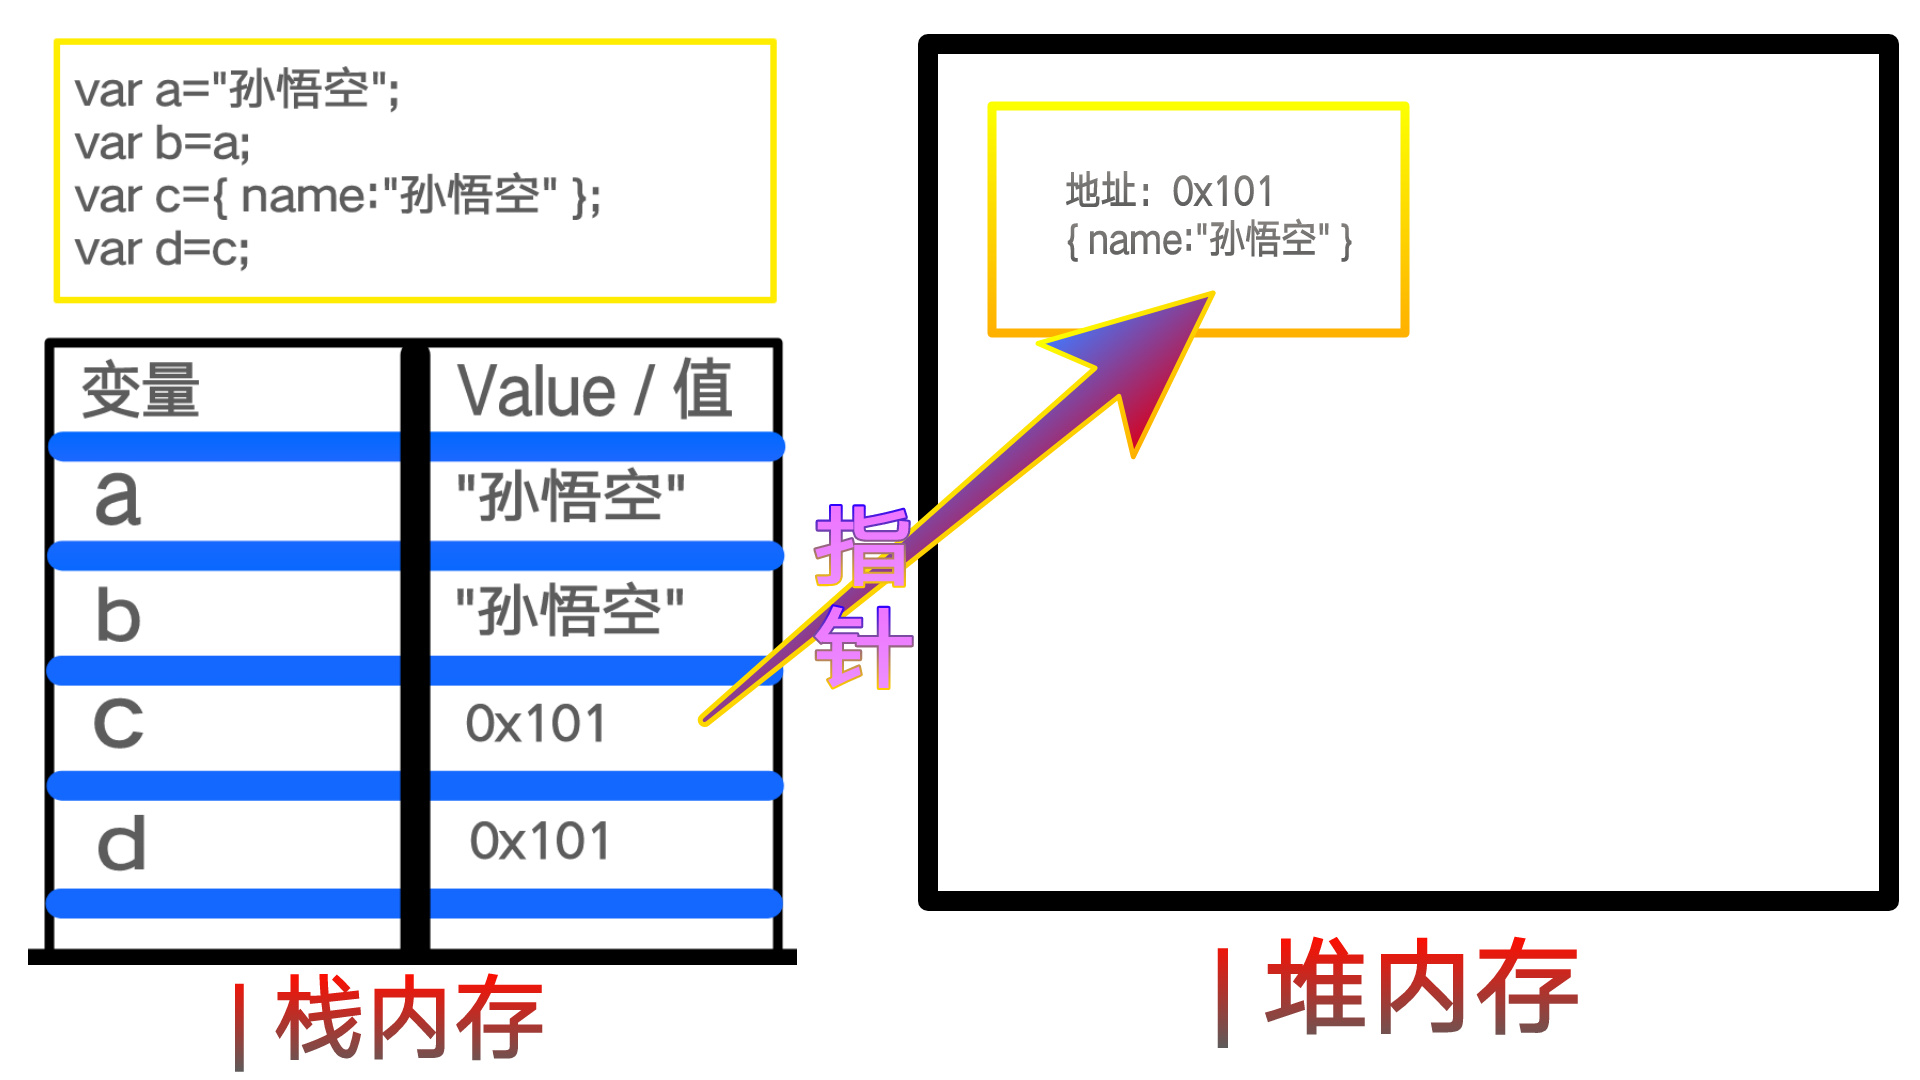 var a="孙悟空";
var b=a;
var c={ name:"孙悟空" };
var d=c;
变量 Value / 值
a "孙悟空"
b "孙悟空"
c 0x101
d 0x101
| 栈内存
指
针
地址：0x101
{ name:"孙悟空" }
| 堆内存